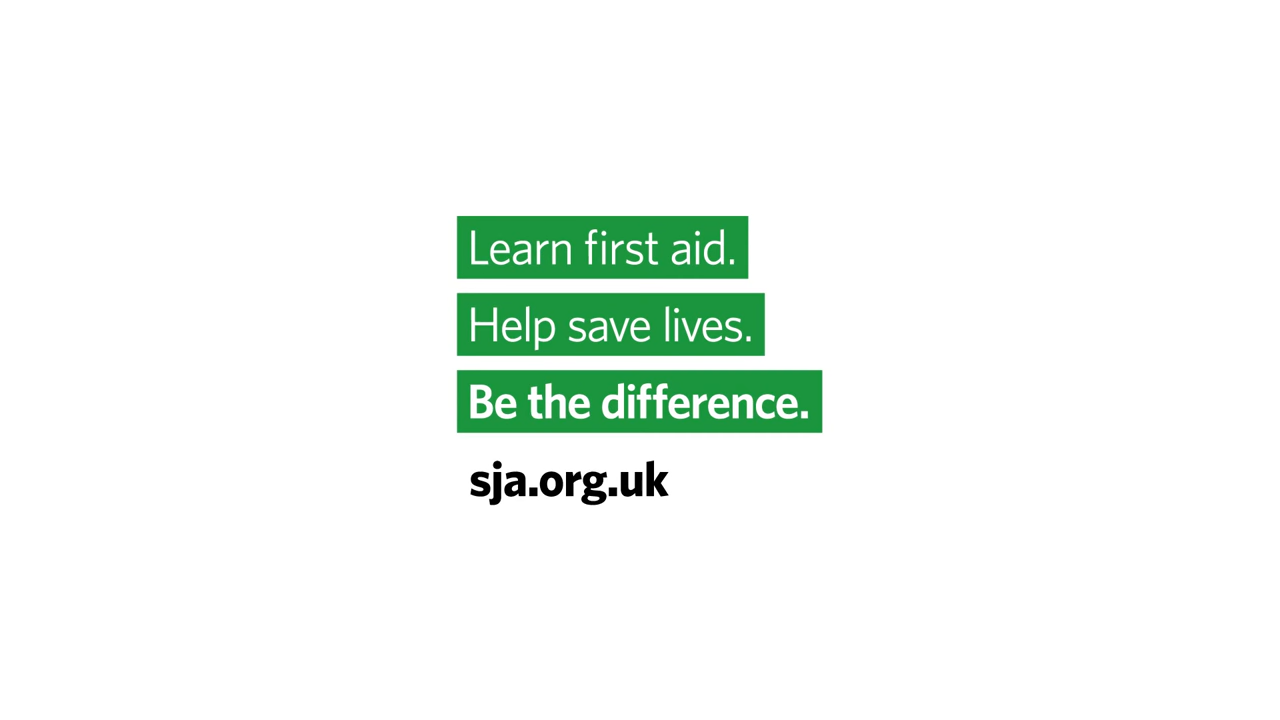 Learn first aid.
Help save lives.
Be the difference.
sja.org.uk